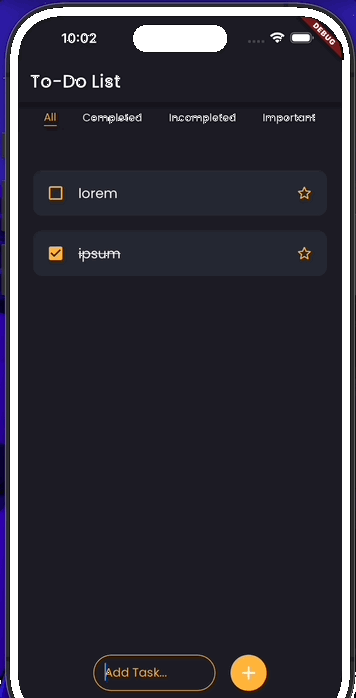 10:02
DEBUG
To-Do List
All Completed Incompleted Important
lorem
ipsum
Add Task...